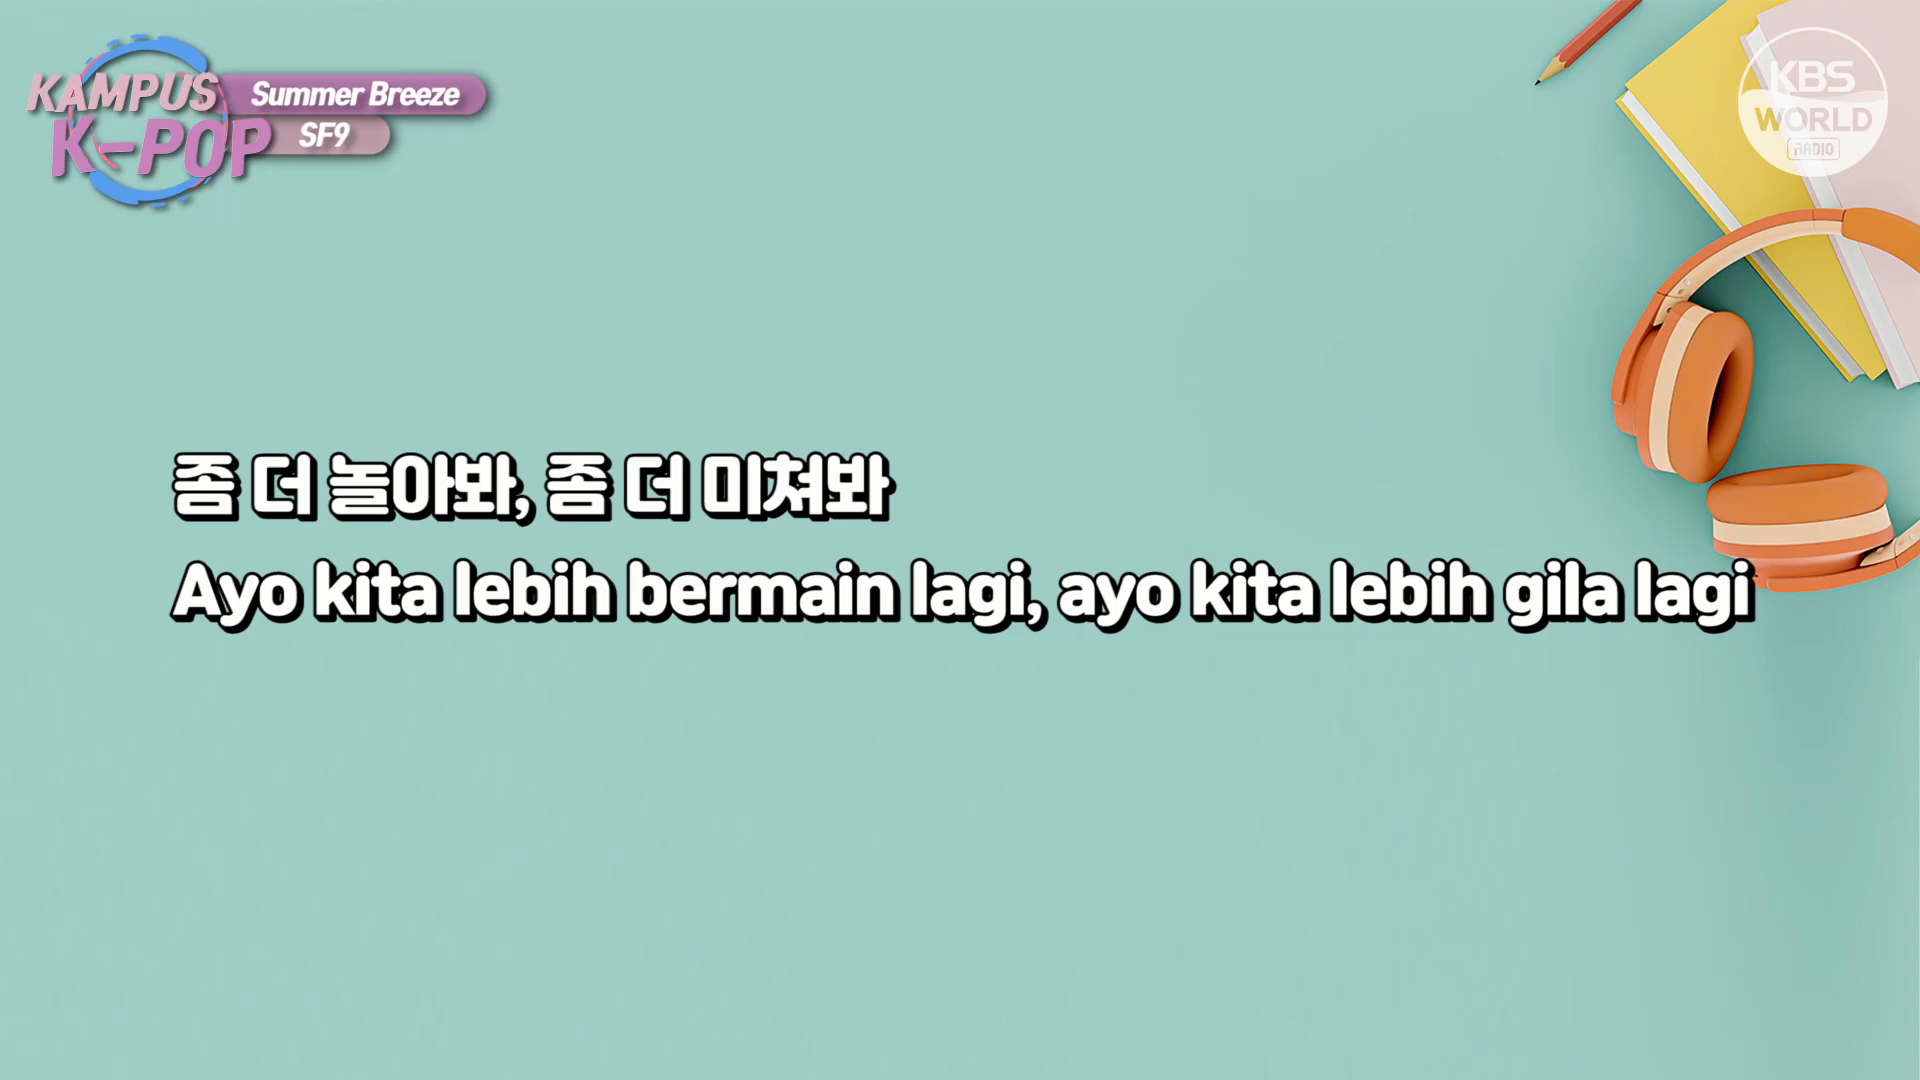 KAMPUS
K-POP
Summer Breeze
SF9
KBS
WORLD
RADIO
좀 더 놀아봐, 좀 더 미쳐봐
Ayo kita lebih bermain lagi, ayo kita lebih gila lagi